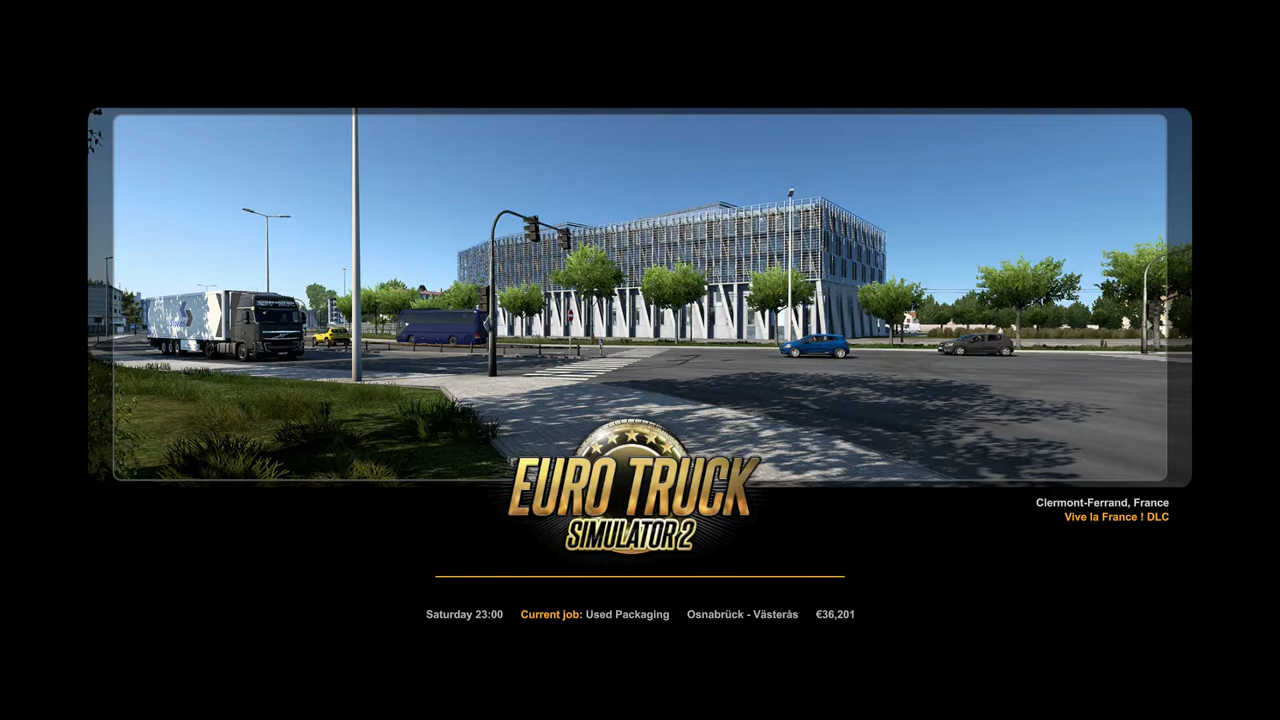 EURO TRUCK
SIMULATOR 2
Clermont-Ferrand, France
Vive la France ! DLC
Saturday 23:00 Current job: Used Packaging Osnabrück - Västerås €36,201